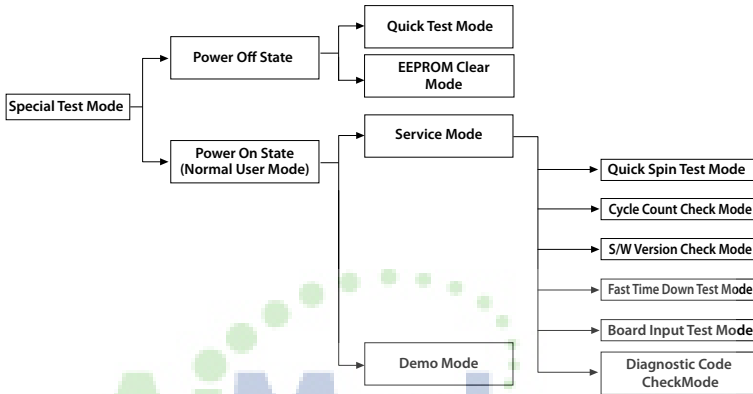 Quick Test Mode
Power Off State
EEPROM Clear
Mode
Special Test Mode
Service Mode
Power On State
(Normal User Mode)
Quick Spin Test Mode
Cycle Count Check Mode
S/W Version Check Mode
Fast Time Down Test Mode
Board Input Test Mode
Demo Mode
Diagnostic Code
CheckMode